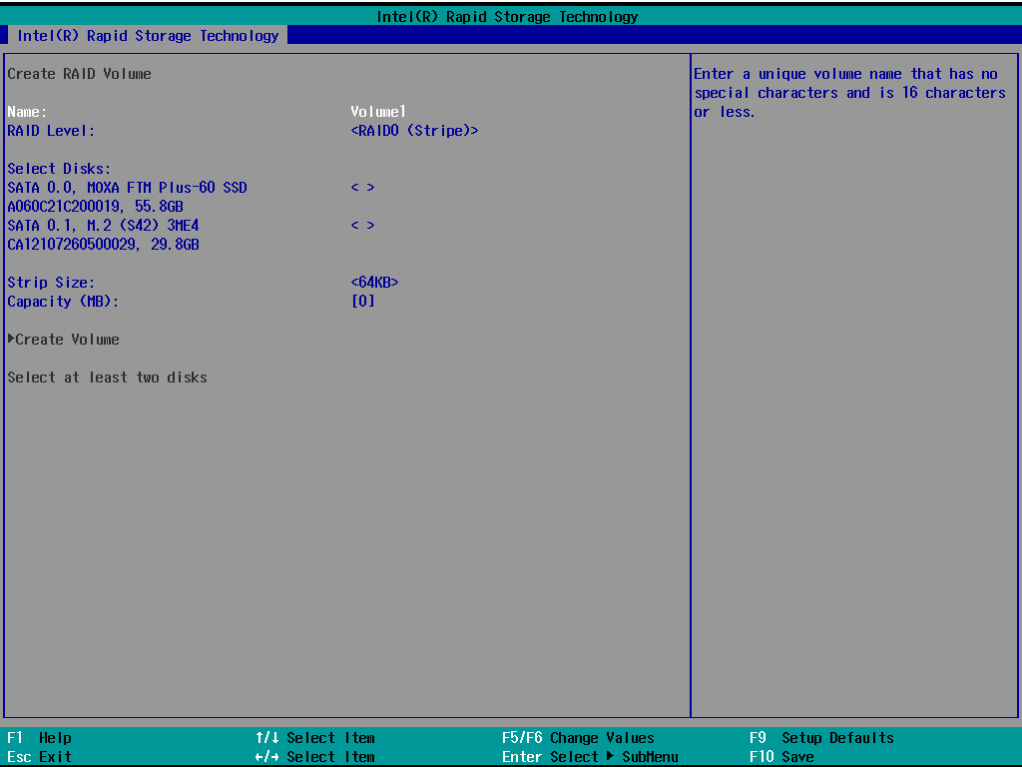 Intel(R) Rapid Storage Technology
Intel(R) Rapid Storage Technology
Create RAID Volume
Name: Volume1
RAID Level: <RAID0 (Stripe)>
Select Disks:
SATA 0.0, MOXA FTM Plus-60 SSD < >
A060C21C200019, 55.8GB
SATA 0.1, M.2 (S42) 3ME4 < >
CA12107260500029, 29.8GB
Strip Size: <64KB>
Capacity (MB): [0]
▶Create Volume
Select at least two disks
Enter a unique volume name that has no
special characters and is 16 characters
or less.
F1 Help ↑/↓ Select Item F5/F6 Change Values F9 Setup Defaults
Esc Exit ←/→ Select Item Enter Select ▶ SubMenu F10 Save